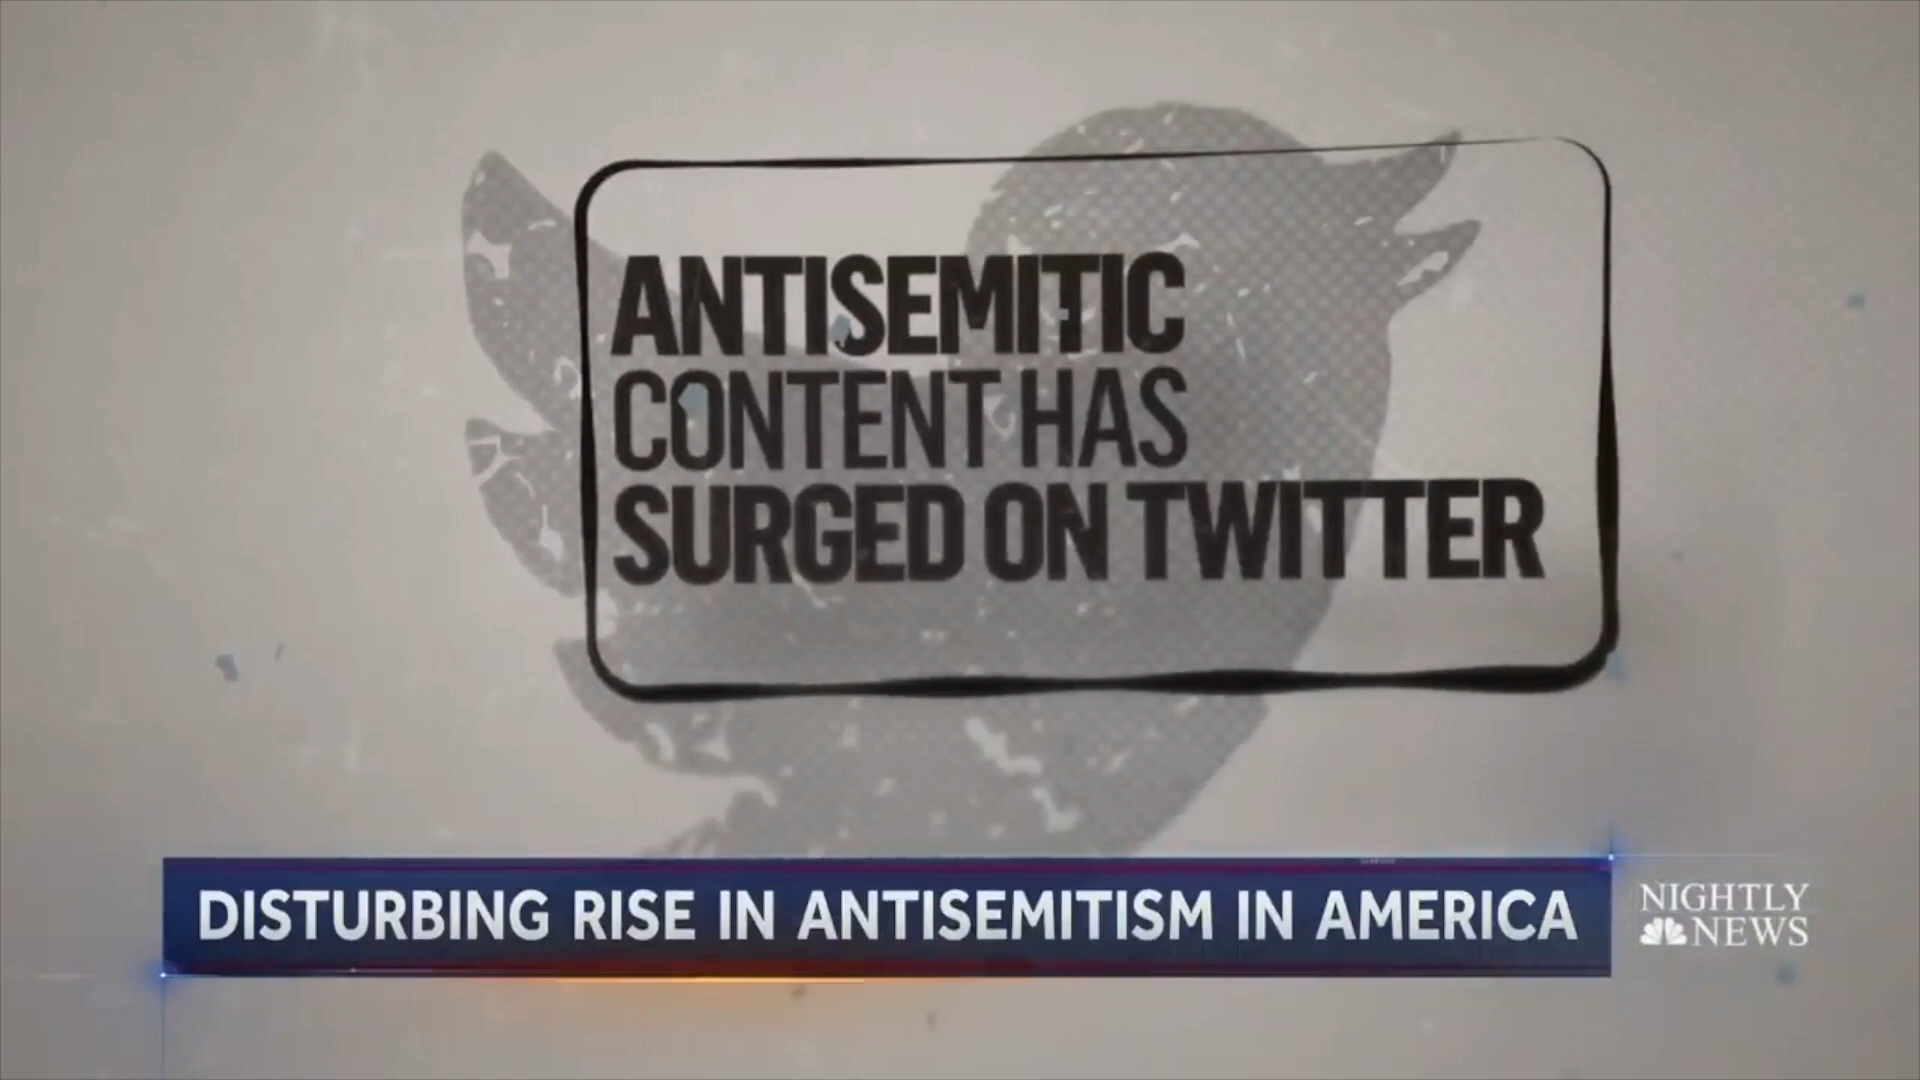 ANTISEMITIC
CONTENT HAS
SURGED ON TWITTER
DISTURBING RISE IN ANTISEMITISM IN AMERICA
NIGHTLY
NEWS